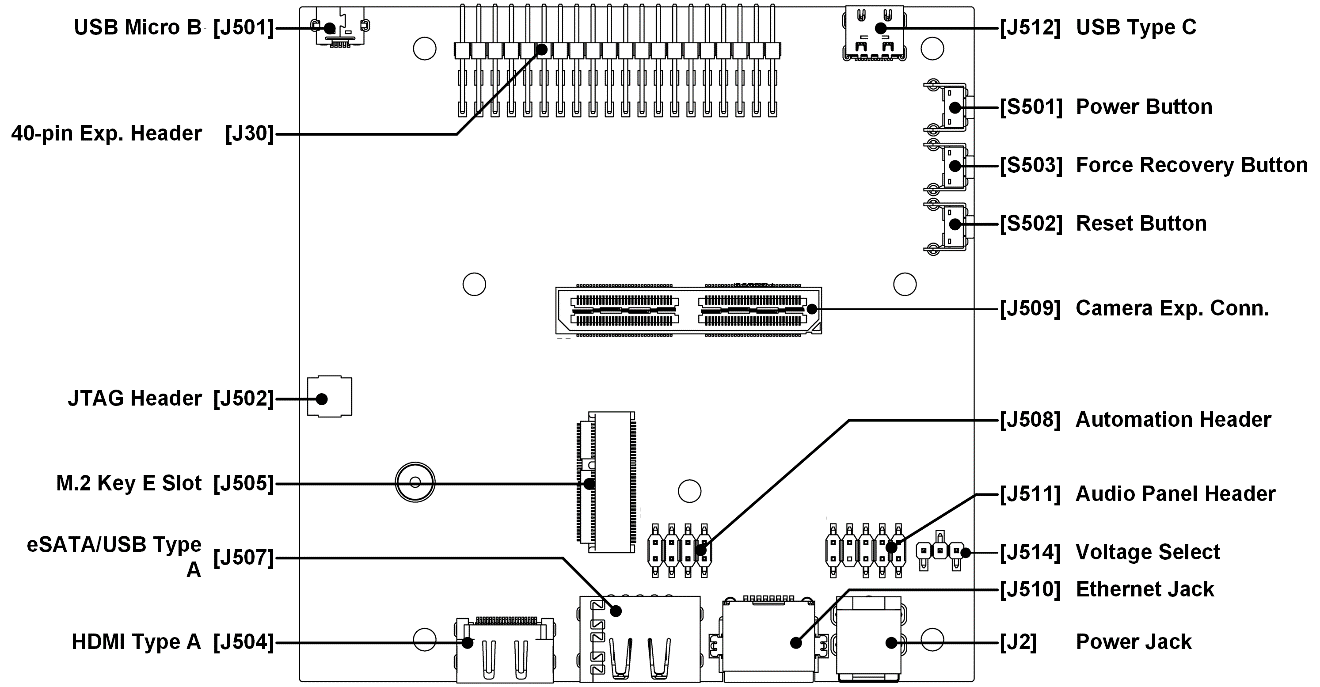 USB Micro B [J501]
40-pin Exp. Header [J30]
JTAG Header [J502]
M.2 Key E Slot [J505]
eSATA/USB Type
A [J507]
HDMI Type A [J504]
[J512] USB Type C
[S501] Power Button
[S503] Force Recovery Button
[S502] Reset Button
[J509] Camera Exp. Conn.
[J508] Automation Header
[J511] Audio Panel Header
[J514] Voltage Select
[J510] Ethernet Jack
[J2] Power Jack